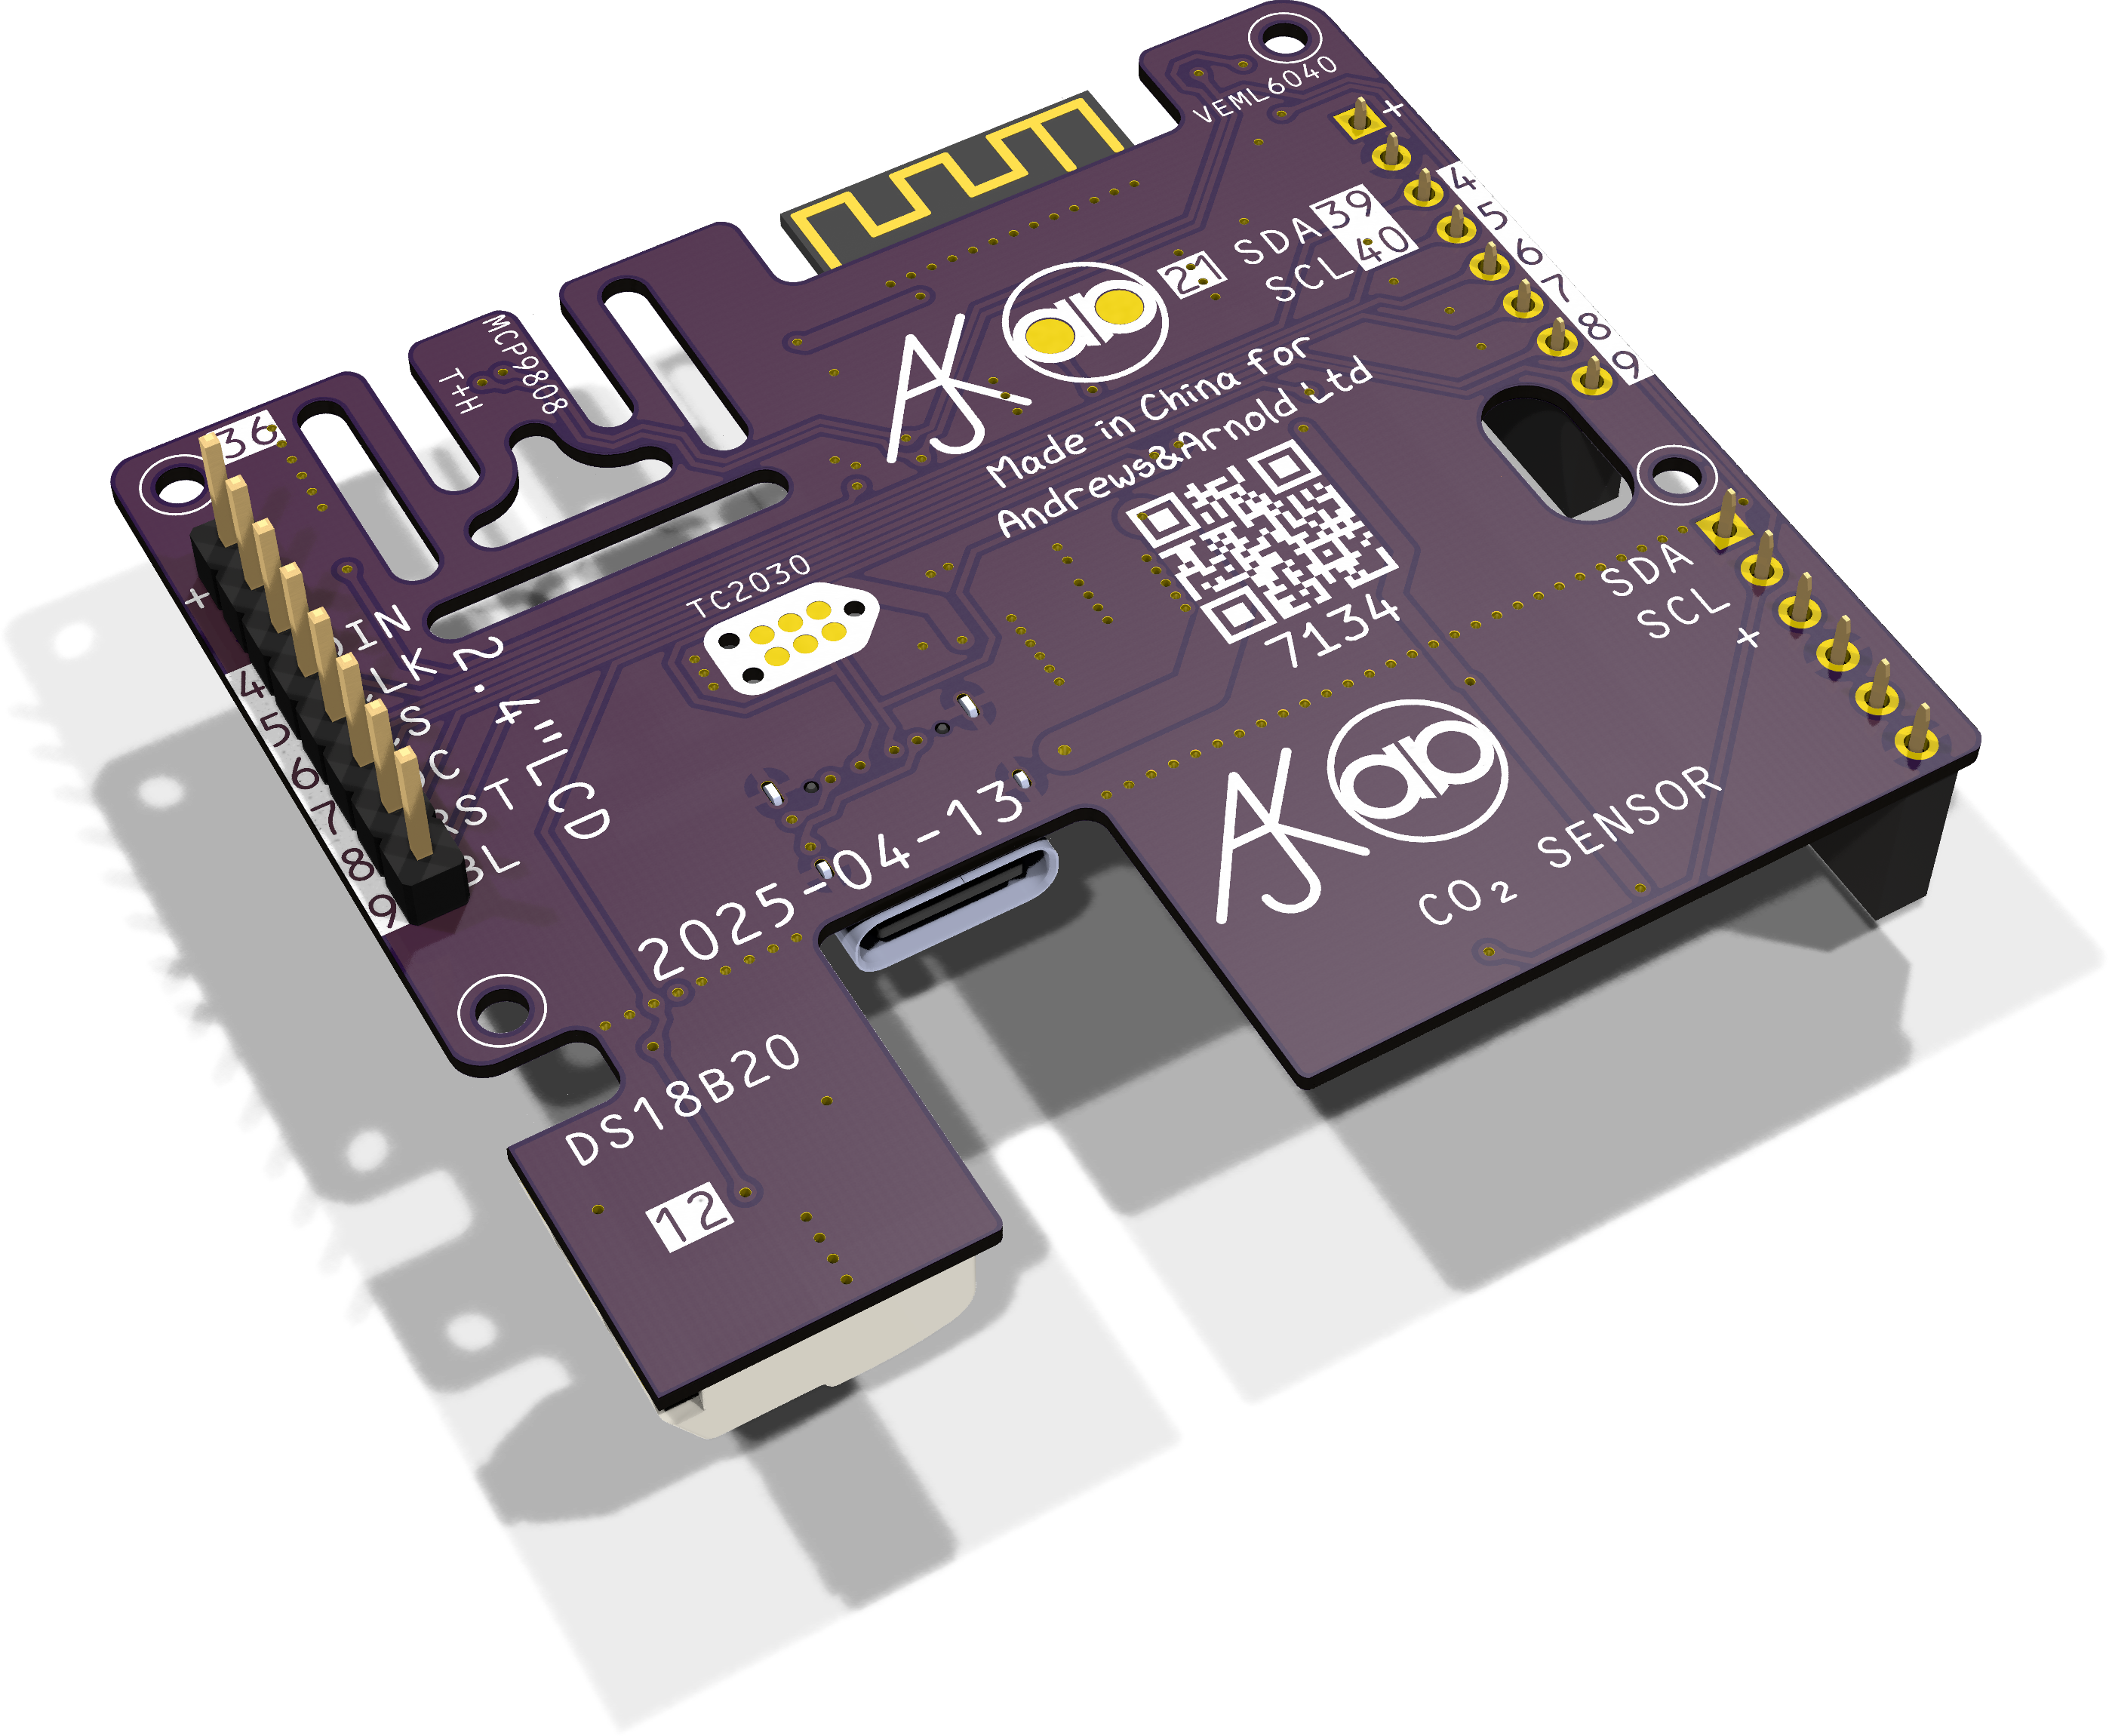 VEML6040
+
4
5
6
7
8
9
SDA 39
SCL 40
21
AJK
Made in China for
Andrews&Arnold Ltd
7134
MCP9808
T+H
36
+
TC2030
2.4" LCD
RST
BL
4
5
6
7
8
9
SDA
SCL
+
2025-04-13
AJK
CO₂ SENSOR
DS18B20
12